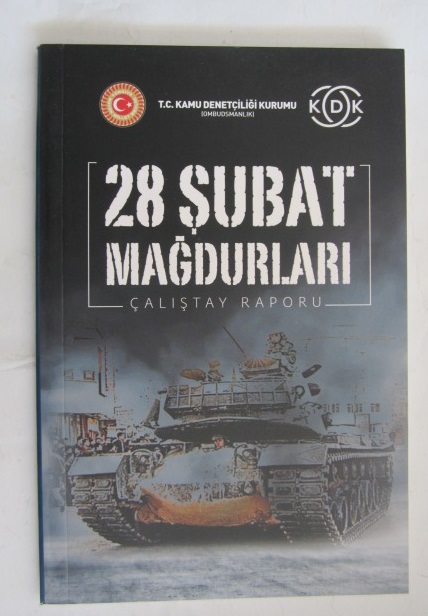 T.C. KAMU DENETÇİLİĞİ KURUMU
(OMBUDSMANLIK)
KDK
28 ŞUBAT
MAĞDURLARI
ÇALIŞTAY RAPORU